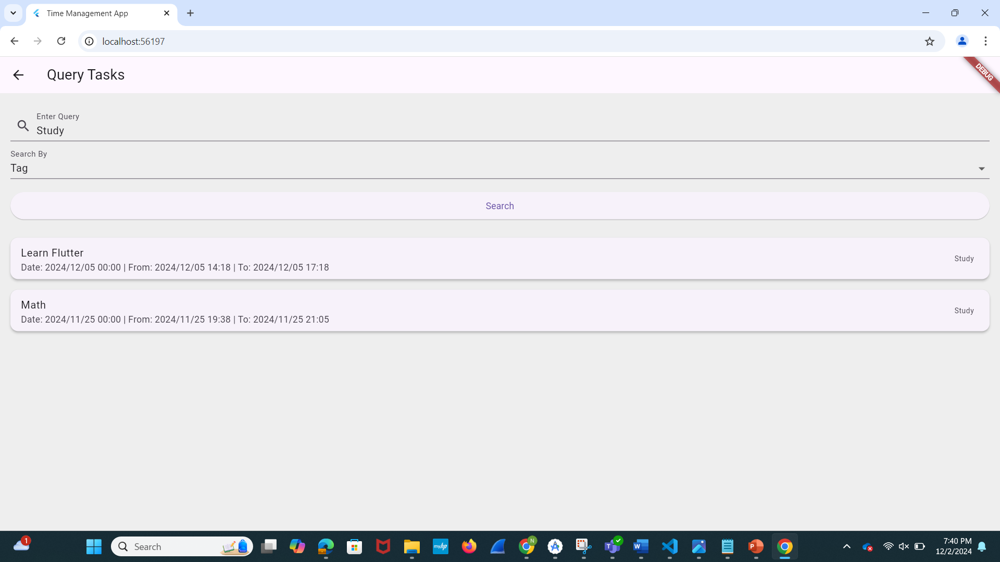 Time Management App
localhost:56197
Query Tasks
DEBUG
Enter Query
Study
Search By
Tag
Search
Learn Flutter
Date: 2024/12/05 00:00 | From: 2024/12/05 14:18 | To: 2024/12/05 17:18
Study
Math
Date: 2024/11/25 00:00 | From: 2024/11/25 19:38 | To: 2024/11/25 21:05
Study
1
Search
myhp
N
T
W
P
7:40 PM
12/2/2024